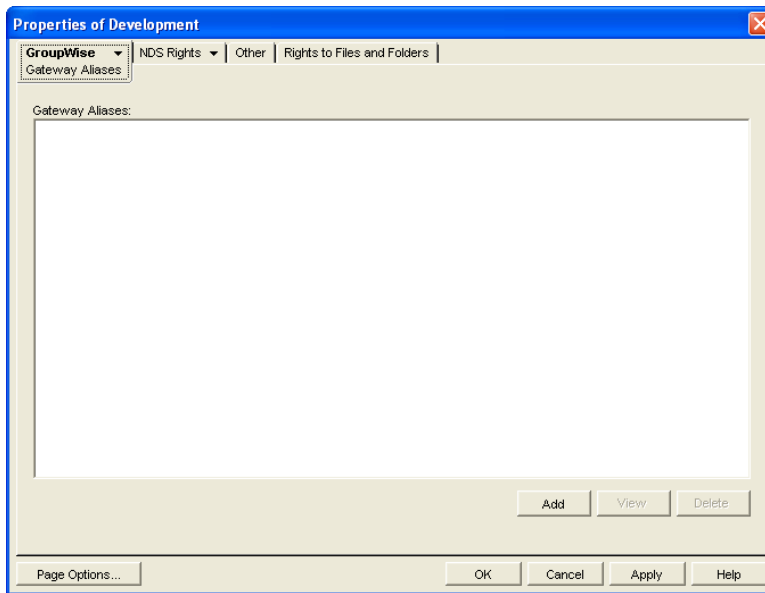 Properties of Development
GroupWise NDS Rights Other Rights to Files and Folders
Gateway Aliases
Gateway Aliases:
Add View Delete
Page Options... OK Cancel Apply Help